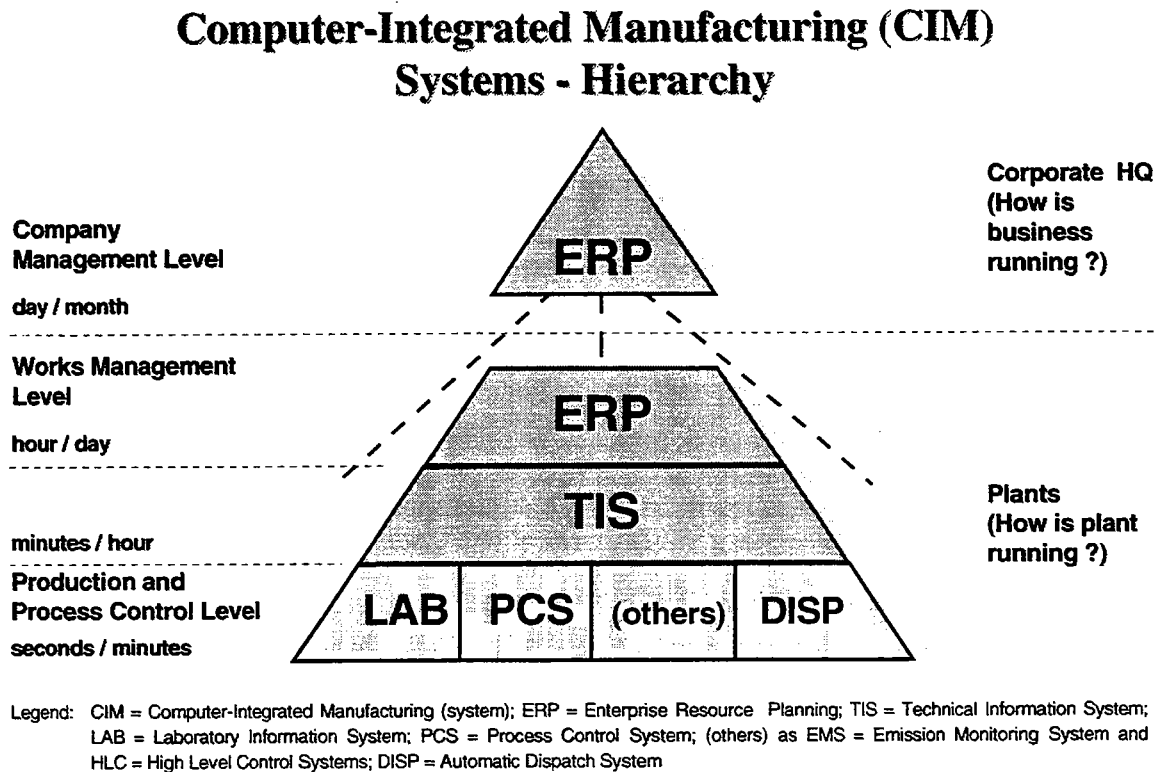 Computer-Integrated Manufacturing (CIM)
Systems - Hierarchy
Company
Management Level
day / month
ERP
Corporate HQ
(How is
business
running ?)
Works Management
Level
hour / day
ERP
minutes / hour
TIS
Plants
(How is plant
running ?)
Production and
Process Control Level
seconds / minutes
LAB
PCS
(others)
DISP
Legend: CIM = Computer-Integrated Manufacturing (system); ERP = Enterprise Resource Planning; TIS = Technical Information System;
LAB = Laboratory Information System; PCS = Process Control System; (others) as EMS = Emission Monitoring System and
HLC = High Level Control Systems; DISP = Automatic Dispatch System